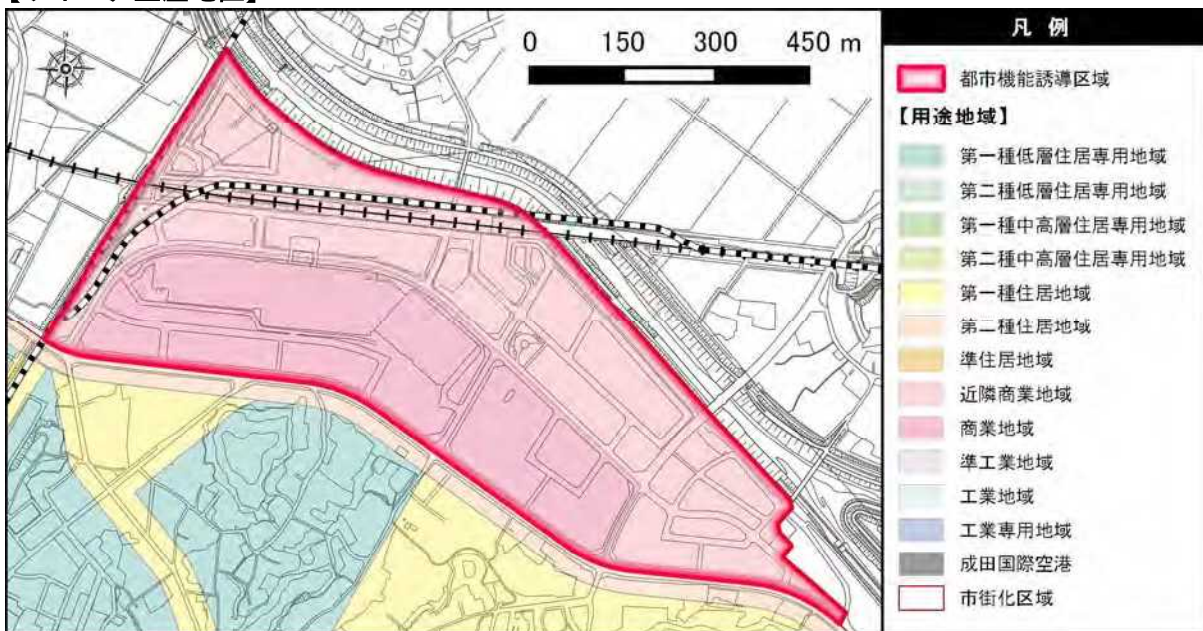 0 150 300 450 m
凡 例
都市機能誘導区域
【用途地域】
第一種低層住居専用地域
第二種低層住居専用地域
第一種中高層住居専用地域
第二種中高層住居専用地域
第一種住居地域
第二種住居地域
準住居地域
近隣商業地域
商業地域
準工業地域
工業地域
工業専用地域
成田国際空港
市街化区域